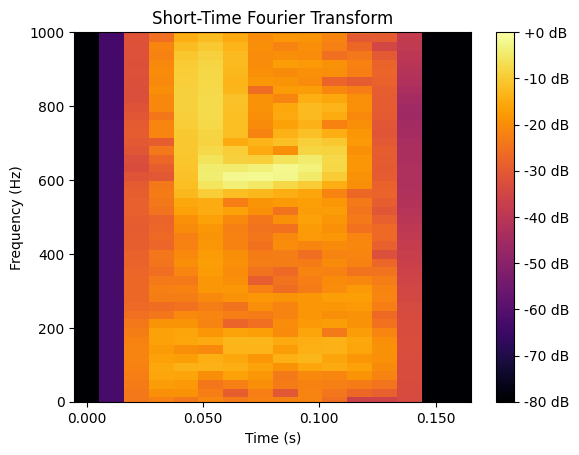 Short-Time Fourier Transform
1000
800
600
400
200
0
Frequency (Hz)
0.000
0.050
0.100
0.150
Time (s)
+0 dB
-10 dB
-20 dB
-30 dB
-40 dB
-50 dB
-60 dB
-70 dB
-80 dB